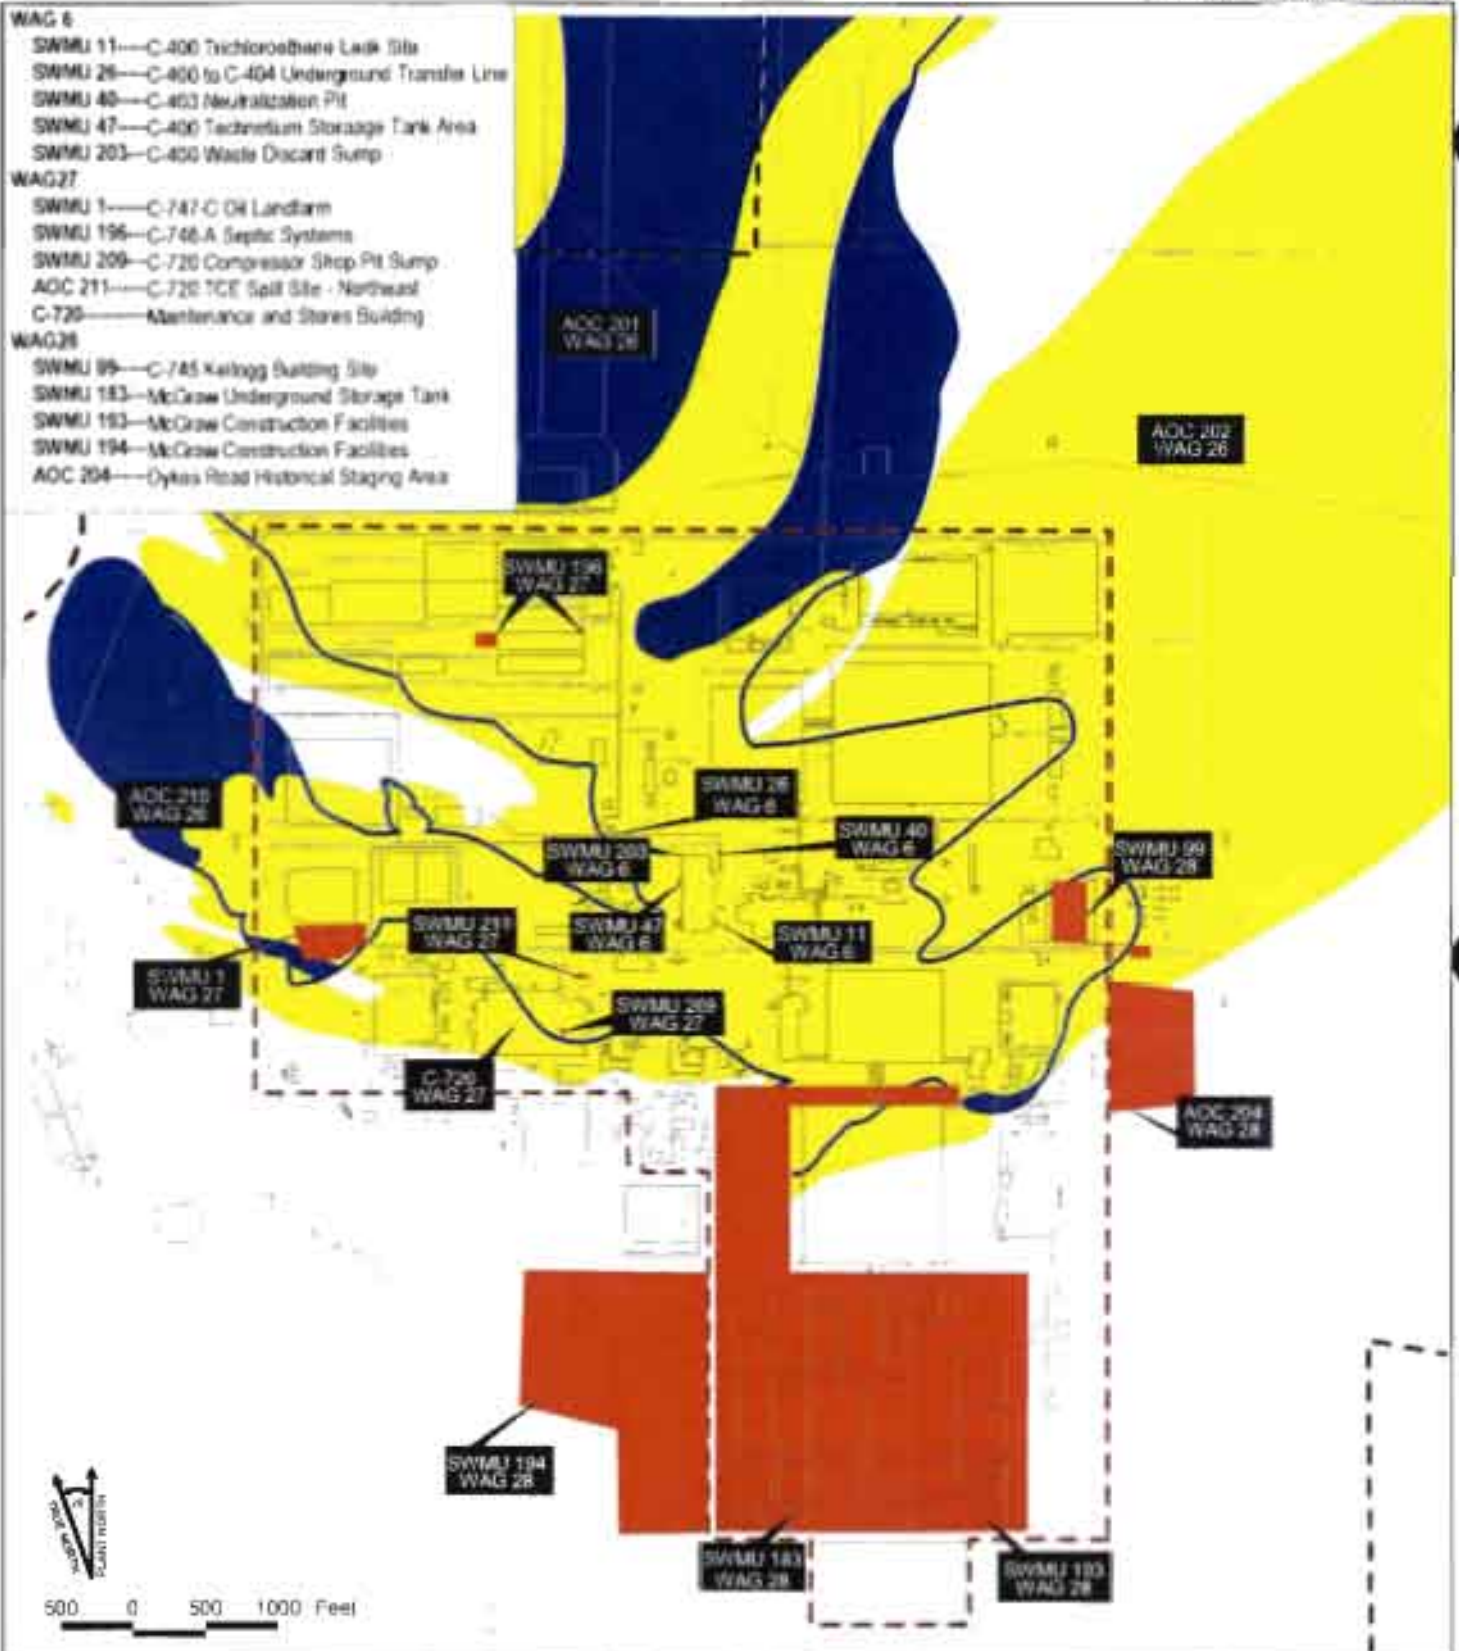 WAG 6
SWMU 11----C-400 Trichloroethene Leak Site
SWMU 26---C-400 to C-404 Underground Transfer Line
SWMU 40---C-403 Neutralization Pit
SWMU 47---C-400 Technetium Storaage Tank Area
SWMU 203--C-400 Waste Discard Sump
WAG27
SWMU 1-----C-747-C Oil Landfarm
SWMU 196--C-746-A Septic Systems
SWMU 209--C-720 Compressor Shop Pit Sump
AOC 211-----C-720 TCE Spill Site - Northeast
C-720---------Maintenance and Stores Building
WAG28
SWMU 99---C-745 Kellogg Building Site
SWMU 183--McGraw Underground Storage Tank
SWMU 193--McGraw Construction Facilities
SWMU 194--McGraw Construction Facilities
AOC 204----Dykes Road Historical Staging Area
AOC 201
WAG 26
AOC 202
WAG 26
SWMU 196
WAG 27
AOC 210
WAG 26
SWMU 26
WAG 6
SWMU 40
WAG 6
SWMU 203
WAG 6
SWMU 99
WAG 28
SWMU 211
WAG 27
SWMU 47
WAG 6
SWMU 11
WAG 6
SWMU 1
WAG 27
SWMU 209
WAG 27
C-720
WAG 27
AOC 204
WAG 28
SWMU 194
WAG 28
SWMU 183
WAG 28
SWMU 193
WAG 28
TRUE NORTH
PLANT NORTH
500 0 500 1000 Feet